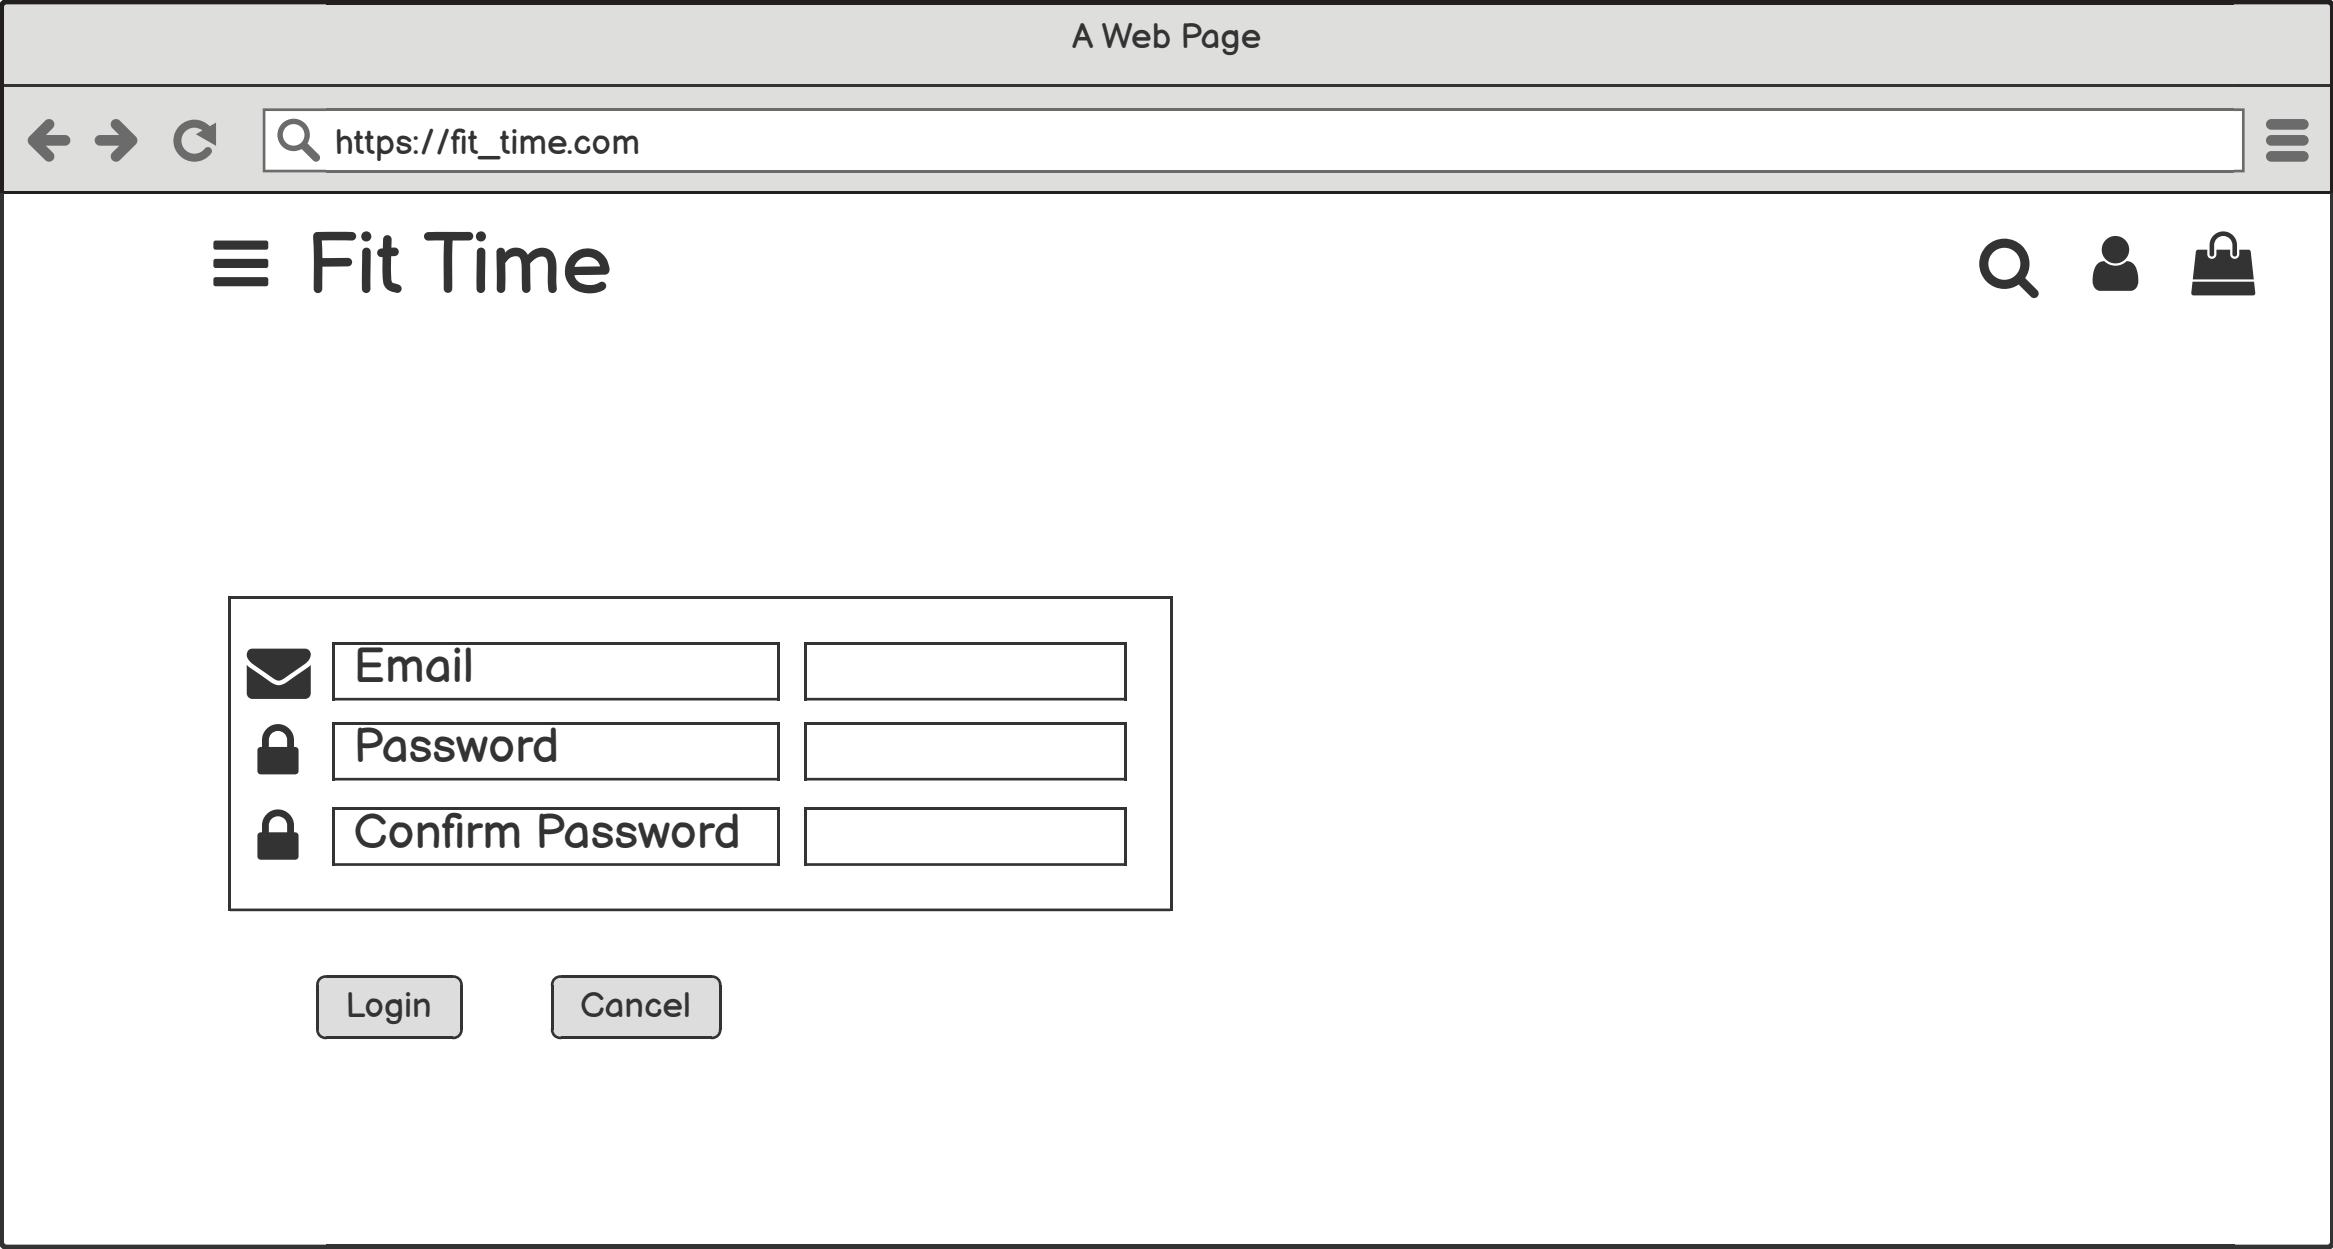 A Web Page
https://fit_time.com
Fit Time
Email
Password
Confirm Password
Login
Cancel